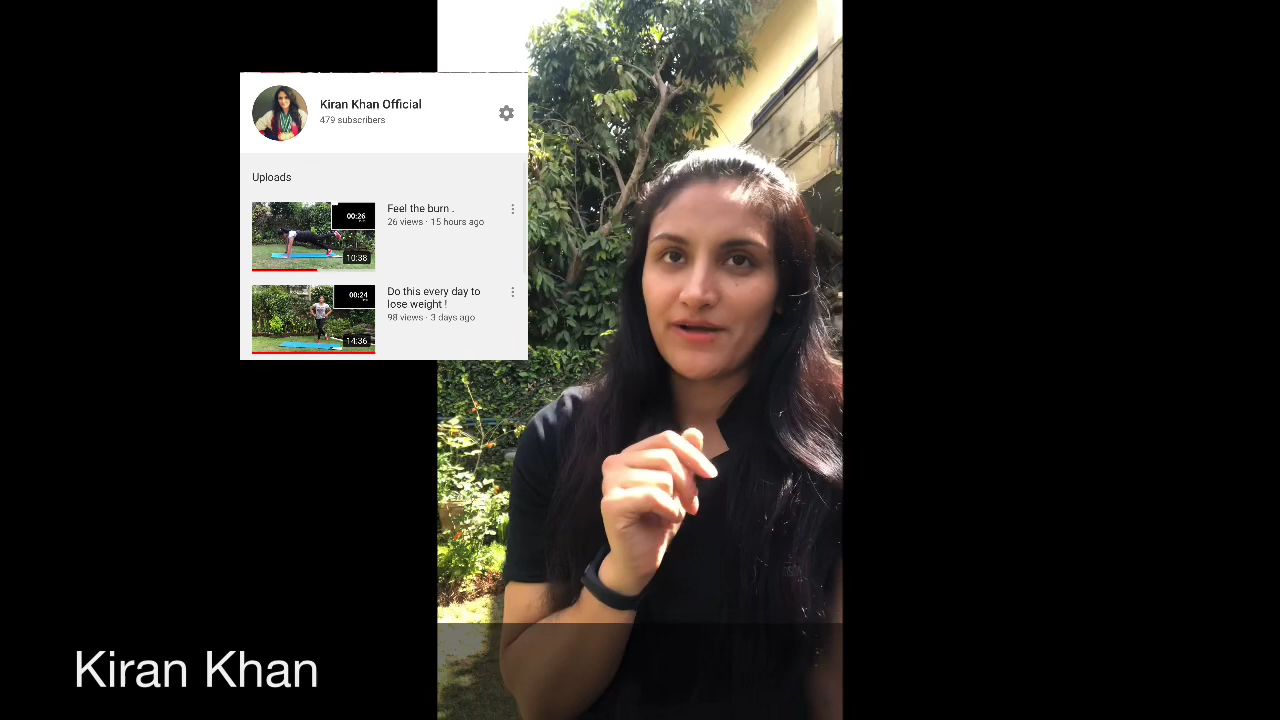 Kiran Khan Official
479 subscribers
Uploads
00:26
10:38
Feel the burn .
26 views · 15 hours ago
00:24
14:36
Do this every day to
lose weight !
98 views · 3 days ago
Kiran Khan